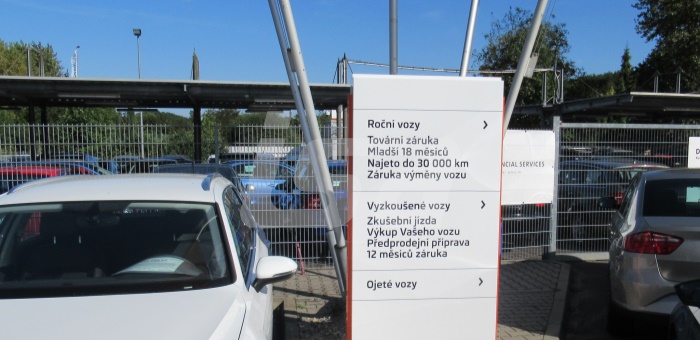 Roční vozy
Tovární záruka
Mladší 18 měsíců
Najeto do 30 000 km
Záruka výměny vozu
Vyzkoušené vozy
Zkušební jízda
Výkup Vašeho vozu
Předprodejní příprava
12 měsíců záruka
Ojeté vozy
NCIAL SERVICES
D